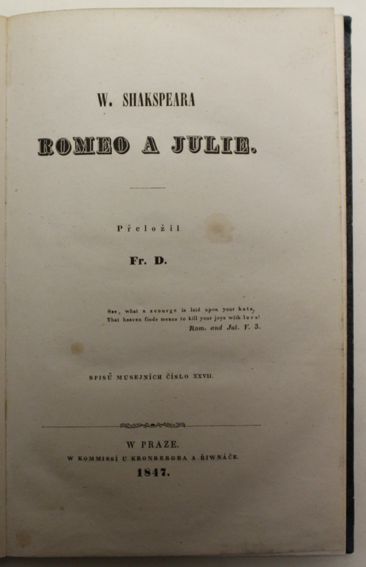 W. SHAKSPEARA
ROMEO A JULIE.
Přeložil
Fr. D.
See, what a scourge is laid upon your hate,
That heaven finds means to kill your joys with love!
Rom. and Jul. V. 3.
SPISŮ MUSEJNÍCH ČÍSLO XXVII.
W PRAZE.
W KOMMISSÍ U KRONBERGRA A ŘIWNÁČE.
1847.